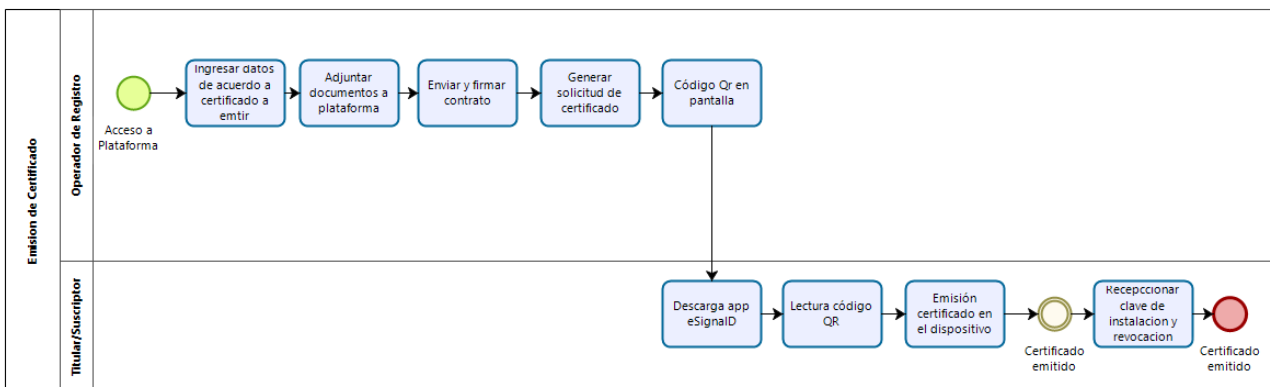 Emision de Certificado
Operador de Registro
Acceso a
Plataforma
Ingresar datos
de acuerdo a
certificado a
emtir
Adjuntar
documentos a
plataforma
Enviar y firmar
contrato
Generar
solicitud de
certificado
Código Qr en
pantalla
Titular/Suscriptor
Descarga app
eSignaID
Lectura código
QR
Emisión
certificado en
el dispositivo
Certificado
emitido
Recepccionar
clave de
instalacion y
revocacion
Certificado
emitido